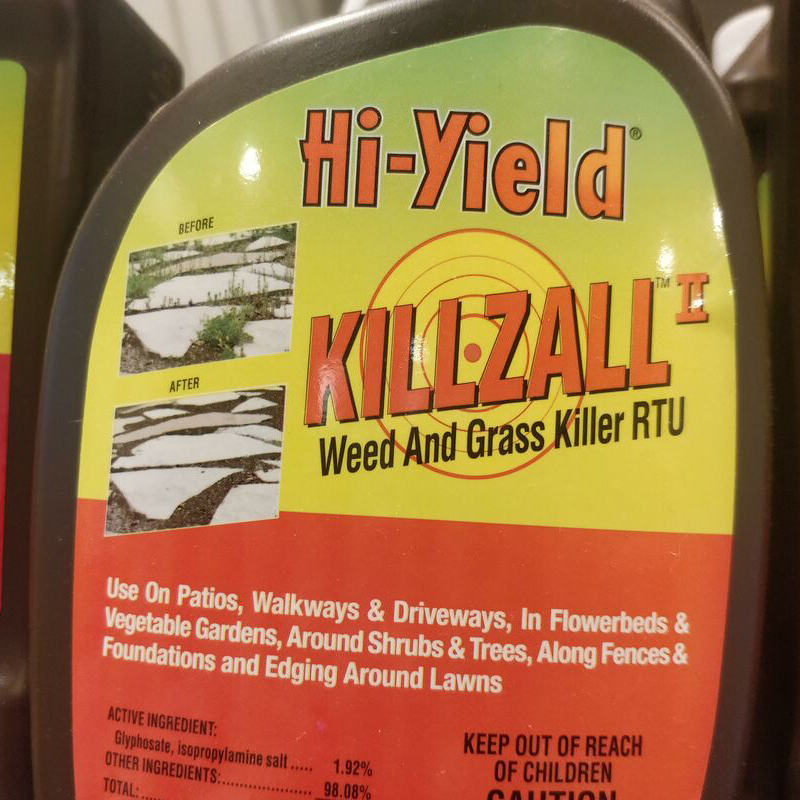 Hi-Yield®
BEFORE
KILLZALL™ II
Weed And Grass Killer RTU
AFTER
Use On Patios, Walkways & Driveways, In Flowerbeds &
Vegetable Gardens, Around Shrubs & Trees, Along Fences &
Foundations and Edging Around Lawns
ACTIVE INGREDIENT:
Glyphosate, isopropylamine salt ..... 1.92%
OTHER INGREDIENTS:.................. 98.08%
TOTAL:
KEEP OUT OF REACH
OF CHILDREN
CAUTION